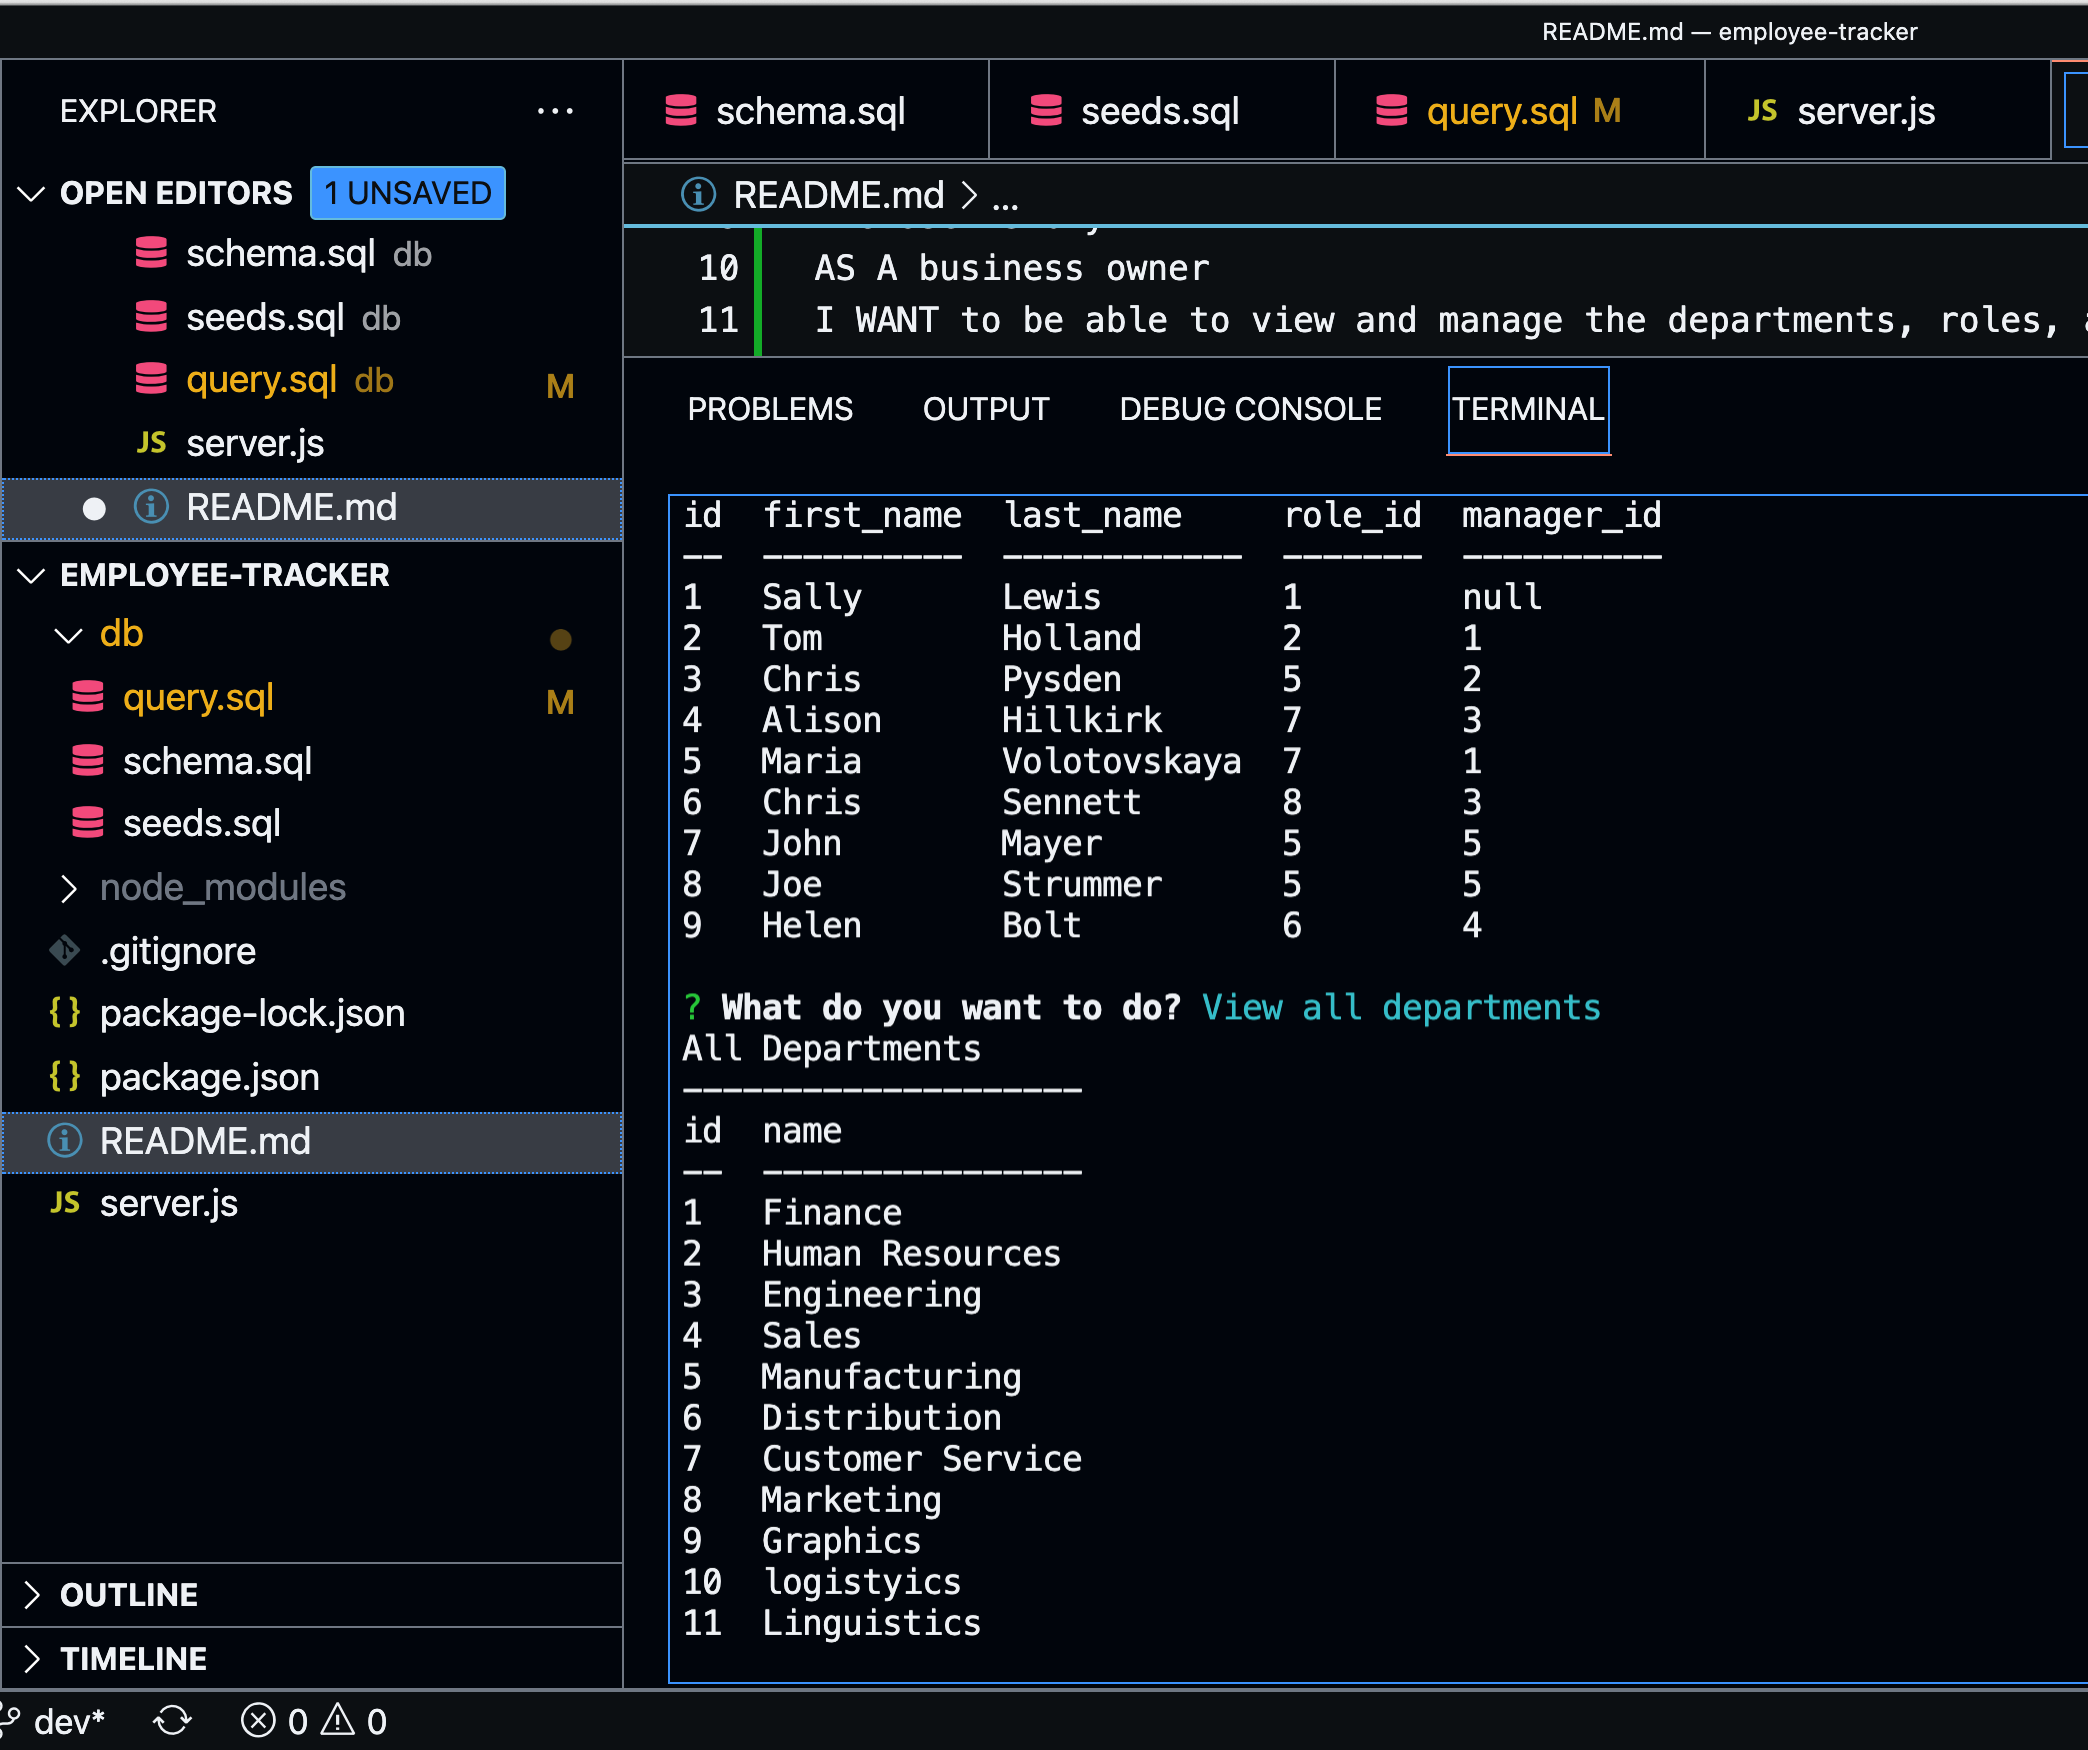 README.md — employee-tracker
EXPLORER ...
OPEN EDITORS 1 UNSAVED
schema.sql db
seeds.sql db
query.sql db M
JS server.js
README.md
EMPLOYEE-TRACKER
db
query.sql M
schema.sql
seeds.sql
node_modules
.gitignore
{} package-lock.json
{} package.json
README.md
JS server.js
OUTLINE
TIMELINE
schema.sql seeds.sql query.sql M JS server.js
README.md > ...
10 AS A business owner
11 I WANT to be able to view and manage the departments, roles,
PROBLEMS OUTPUT DEBUG CONSOLE TERMINAL
id first_name last_name role_id manager_id
-- ---------- ------------ ------- ----------
1 Sally Lewis 1 null
2 Tom Holland 2 1
3 Chris Pysden 5 2
4 Alison Hillkirk 7 3
5 Maria Volotovskaya 7 1
6 Chris Sennett 8 3
7 John Mayer 5 5
8 Joe Strummer 5 5
9 Helen Bolt 6 4
? What do you want to do? View all departments
All Departments
--------------------
id name
-- ----------------
1 Finance
2 Human Resources
3 Engineering
4 Sales
5 Manufacturing
6 Distribution
7 Customer Service
8 Marketing
9 Graphics
10 logistyics
11 Linguistics
dev* 0 0